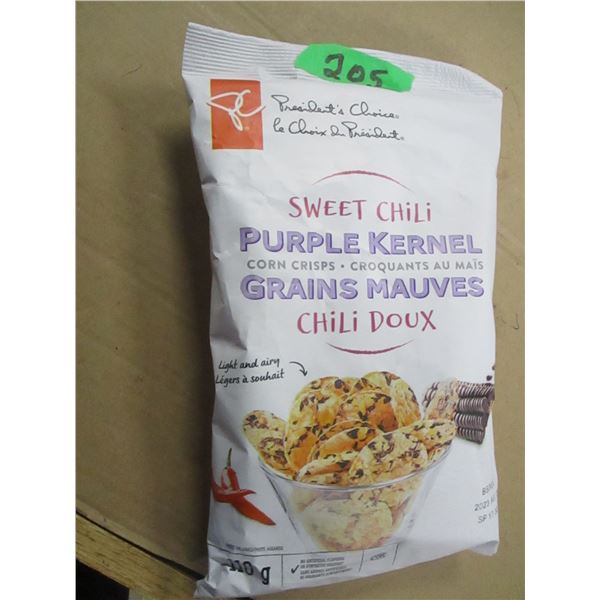 205
PC
President's Choice®
le Choix du Président®
SWEET CHILI
PURPLE KERNEL
CORN CRISPS • CROQUANTS AU MAÏS
GRAINS MAUVES
CHILI DOUX
Light and airy
Légers à souhait